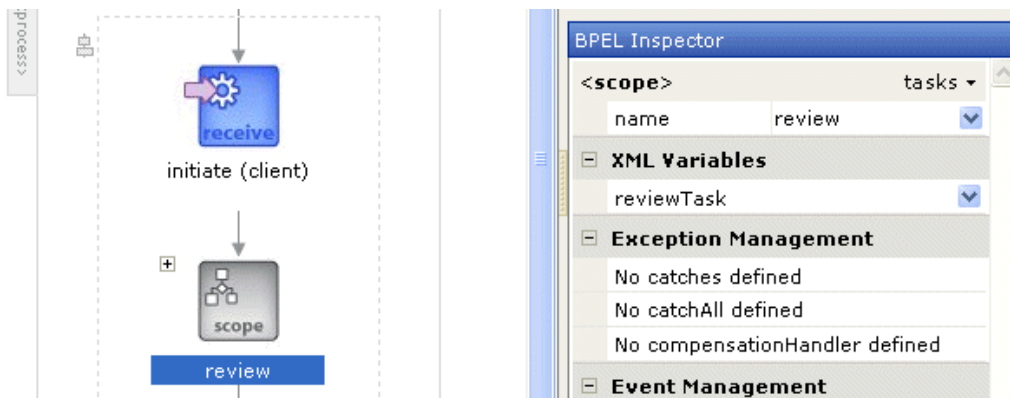 process>
receive
initiate (client)
scope
review
BPEL Inspector
<scope> tasks
name review
XML Variables
reviewTask
Exception Management
No catches defined
No catchAll defined
No compensationHandler defined
Event Management